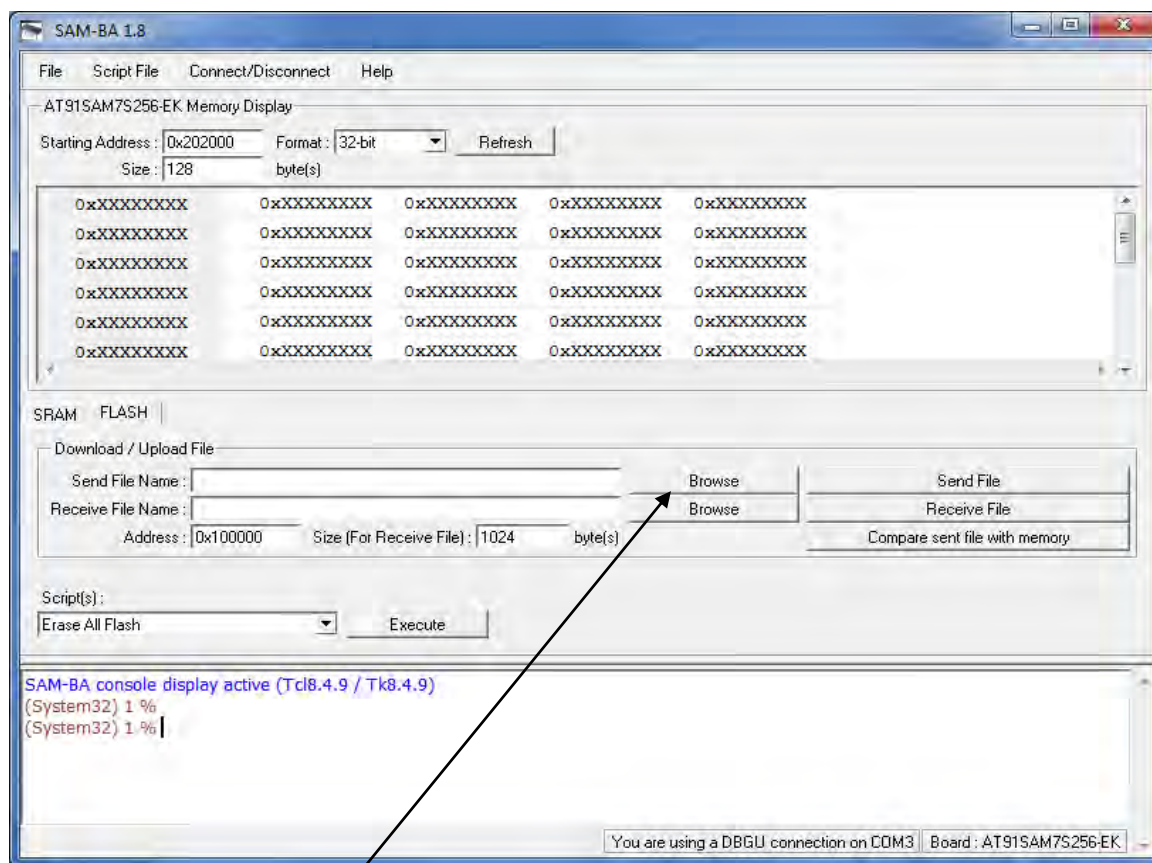 SAM-BA 1.8
File Script File Connect/Disconnect Help
AT91SAM7S256-EK Memory Display
Starting Address : 0x202000 Format : 32-bit Refresh
Size : 128 byte(s)
0xXXXXXXXX 0xXXXXXXXX 0xXXXXXXXX 0xXXXXXXXX 0xXXXXXXXX
0xXXXXXXXX 0xXXXXXXXX 0xXXXXXXXX 0xXXXXXXXX 0xXXXXXXXX
0xXXXXXXXX 0xXXXXXXXX 0xXXXXXXXX 0xXXXXXXXX 0xXXXXXXXX
0xXXXXXXXX 0xXXXXXXXX 0xXXXXXXXX 0xXXXXXXXX 0xXXXXXXXX
0xXXXXXXXX 0xXXXXXXXX 0xXXXXXXXX 0xXXXXXXXX 0xXXXXXXXX
0xXXXXXXXX 0xXXXXXXXX 0xXXXXXXXX 0xXXXXXXXX 0xXXXXXXXX
SRAM FLASH
Download / Upload File
Send File Name : Browse Send File
Receive File Name : Browse Receive File
Address : 0x100000 Size (For Receive File) : 1024 byte(s) Compare sent file with memory
Script(s) :
Erase All Flash Execute
SAM-BA console display active (Tcl8.4.9 / Tk8.4.9)
(System32) 1 %
(System32) 1 %
You are using a DBGU connection on COM3 Board : AT91SAM7S256-EK